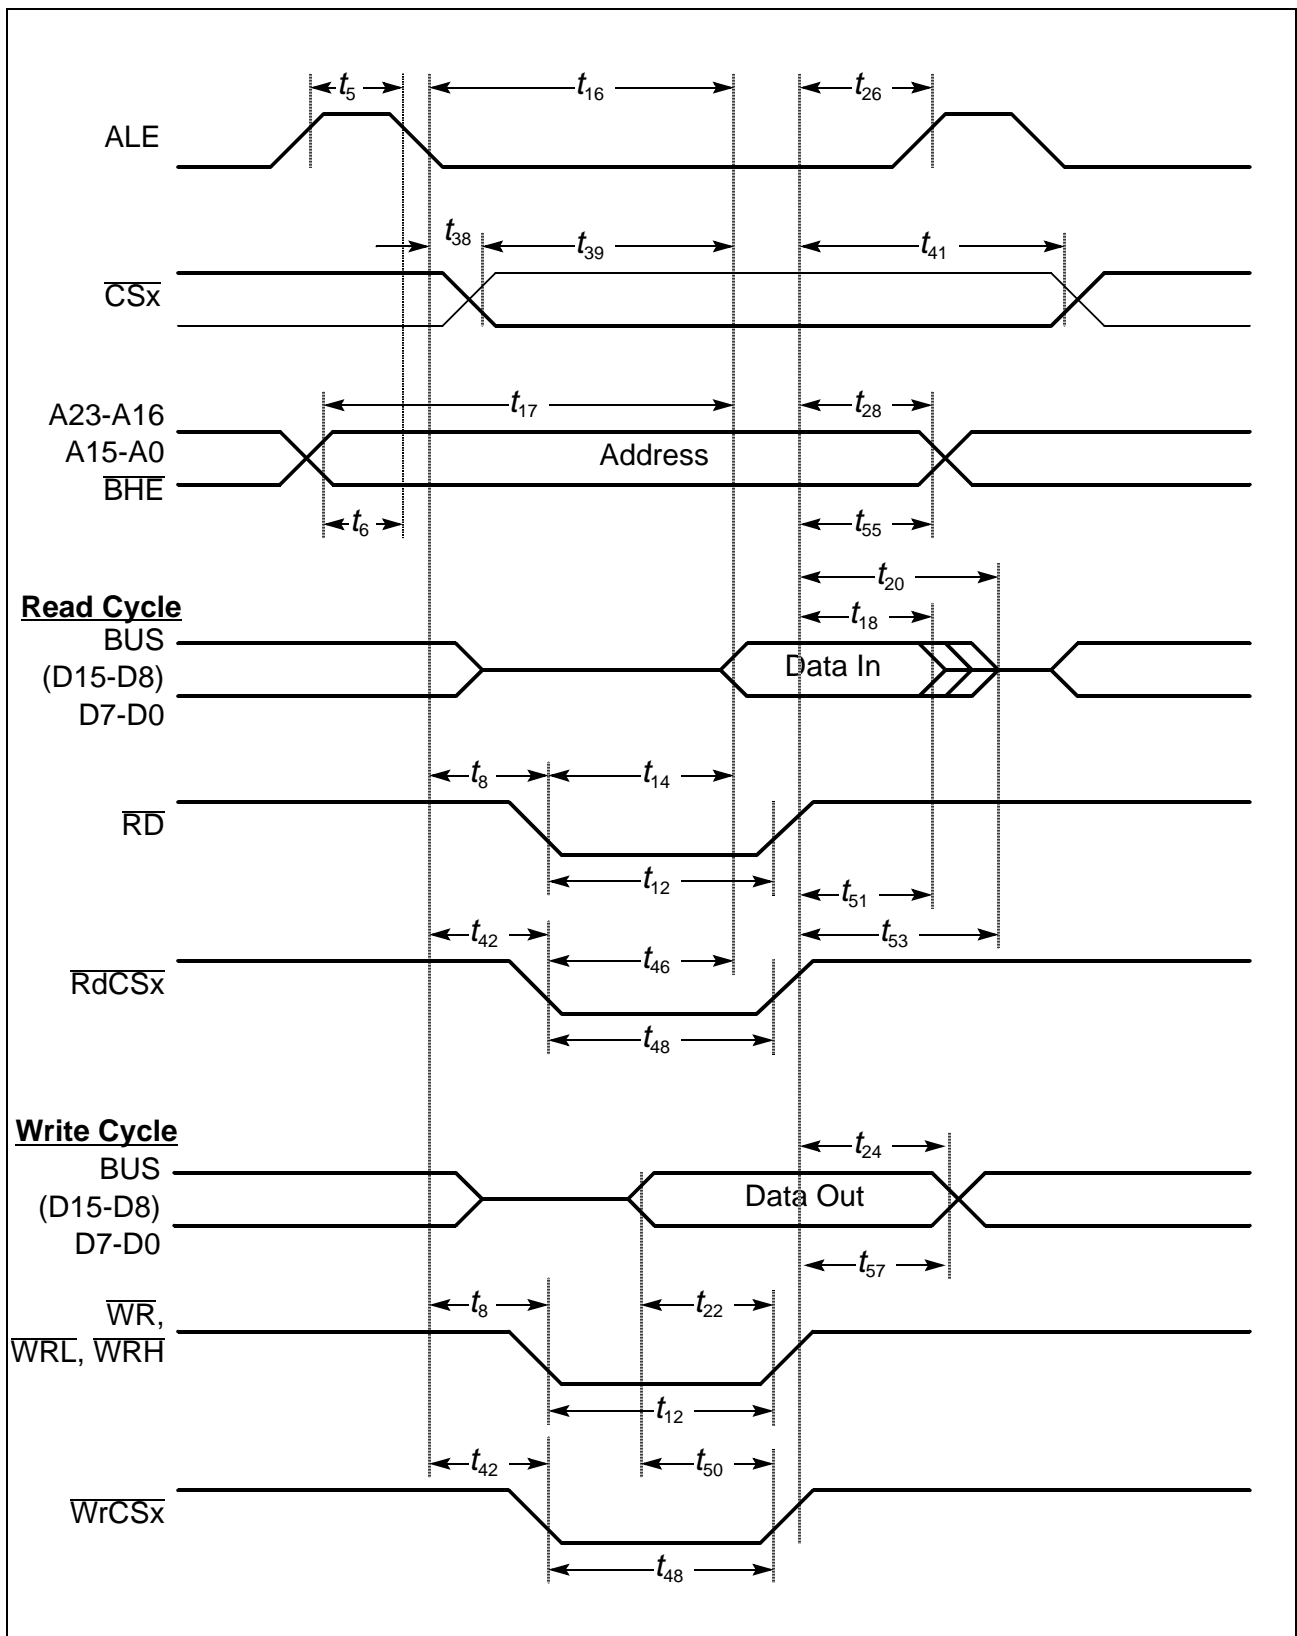 t5 t16 t26
ALE
t38 t39 t41
CSx
A23-A16 t17 t28
A15-A0 Address
BHE
t6 t55
t20
Read Cycle t18
BUS
(D15-D8) Data In
D7-D0
t8 t14
RD
t12 t51
t42 t53
t46
RdCSx
t48
Write Cycle
t24
BUS
(D15-D8) Data Out
D7-D0
t57
WR, t8 t22
WRL, WRH
t12
t42 t50
WrCSx
t48